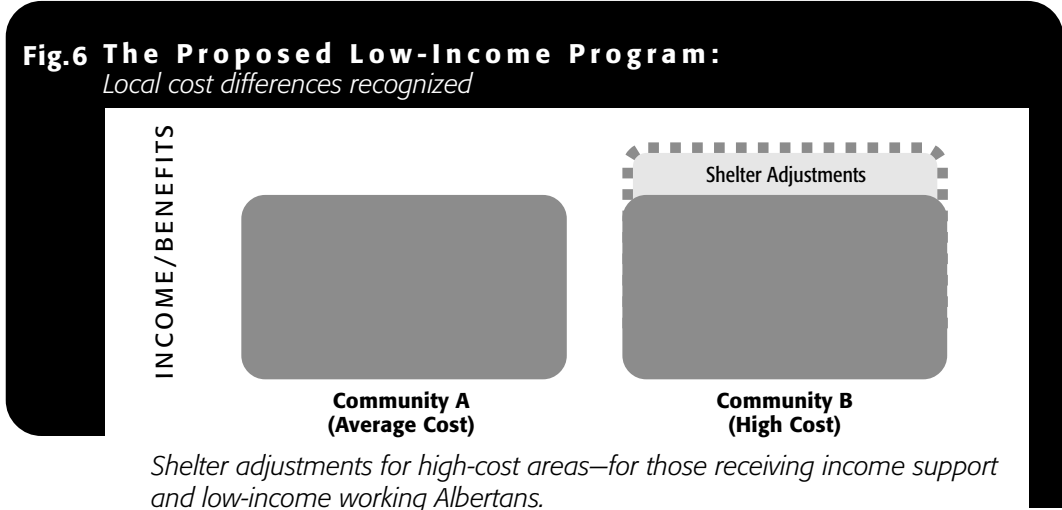 Fig.6 The Proposed Low-Income Program:
Local cost differences recognized
INCOME/BENEFITS
Shelter Adjustments
Community A
(Average Cost)
Community B
(High Cost)
Shelter adjustments for high-cost areas—for those receiving income support
and low-income working Albertans.